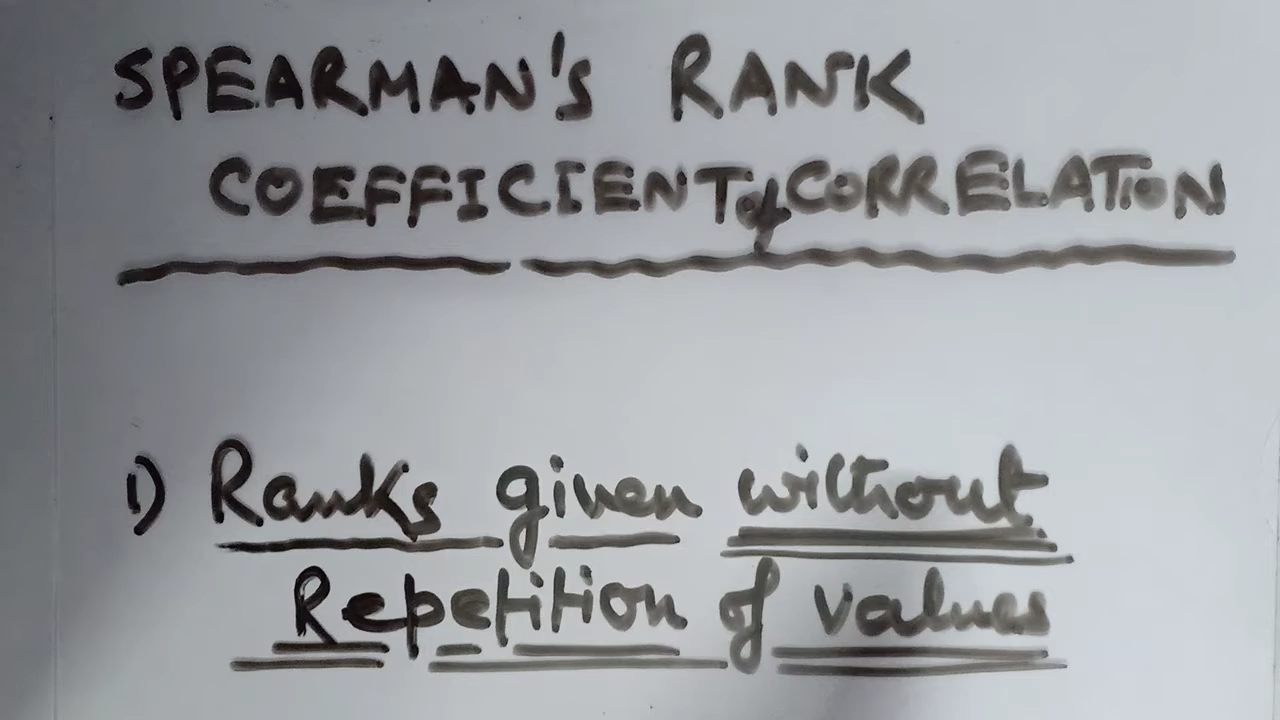 SPEARMAN'S RANK
COEFFICIENT of CORRELATION
1) Ranks given without
Repetition of values